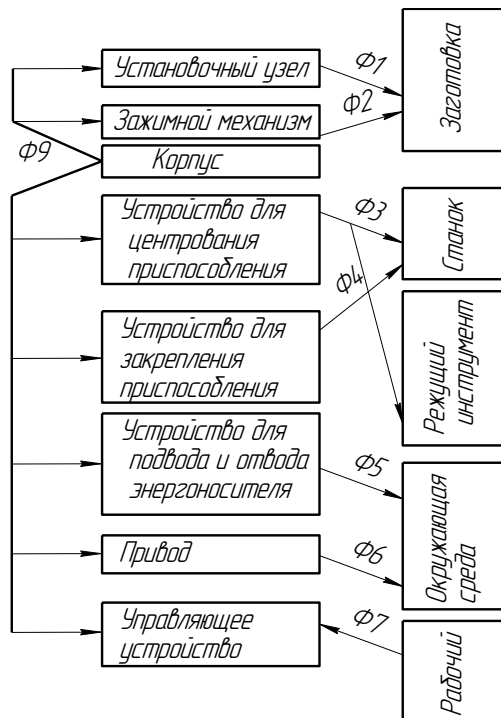 Установочный узел
Ф1
Заготовка
Ф2
Зажимной механизм
Ф9
Корпус
Устройство для
центрования
приспособления
Ф3
Станок
Ф4
Устройство для
закрепления
приспособления
Режущий
инструмент
Устройство для
подвода и отвода
энергоносителя
Ф5
Окружающая
среда
Привод
Ф6
Управляющее
устройство
Ф7
Рабочий